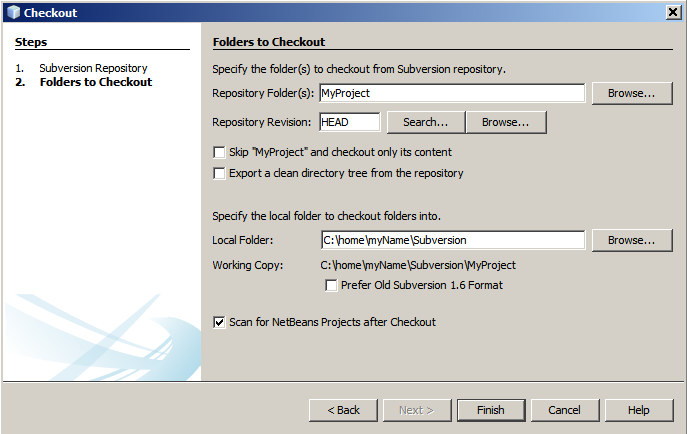 Checkout
Steps
1. Subversion Repository
2. Folders to Checkout
Folders to Checkout
Specify the folder(s) to checkout from Subversion repository.
Repository Folder(s): MyProject Browse...
Repository Revision: HEAD Search... Browse...
Skip "MyProject" and checkout only its content
Export a clean directory tree from the repository
Specify the local folder to checkout folders into.
Local Folder: C:\home\myName\Subversion Browse...
Working Copy: C:\home\myName\Subversion\MyProject
Prefer Old Subversion 1.6 Format
Scan for NetBeans Projects after Checkout
< Back Next > Finish Cancel Help